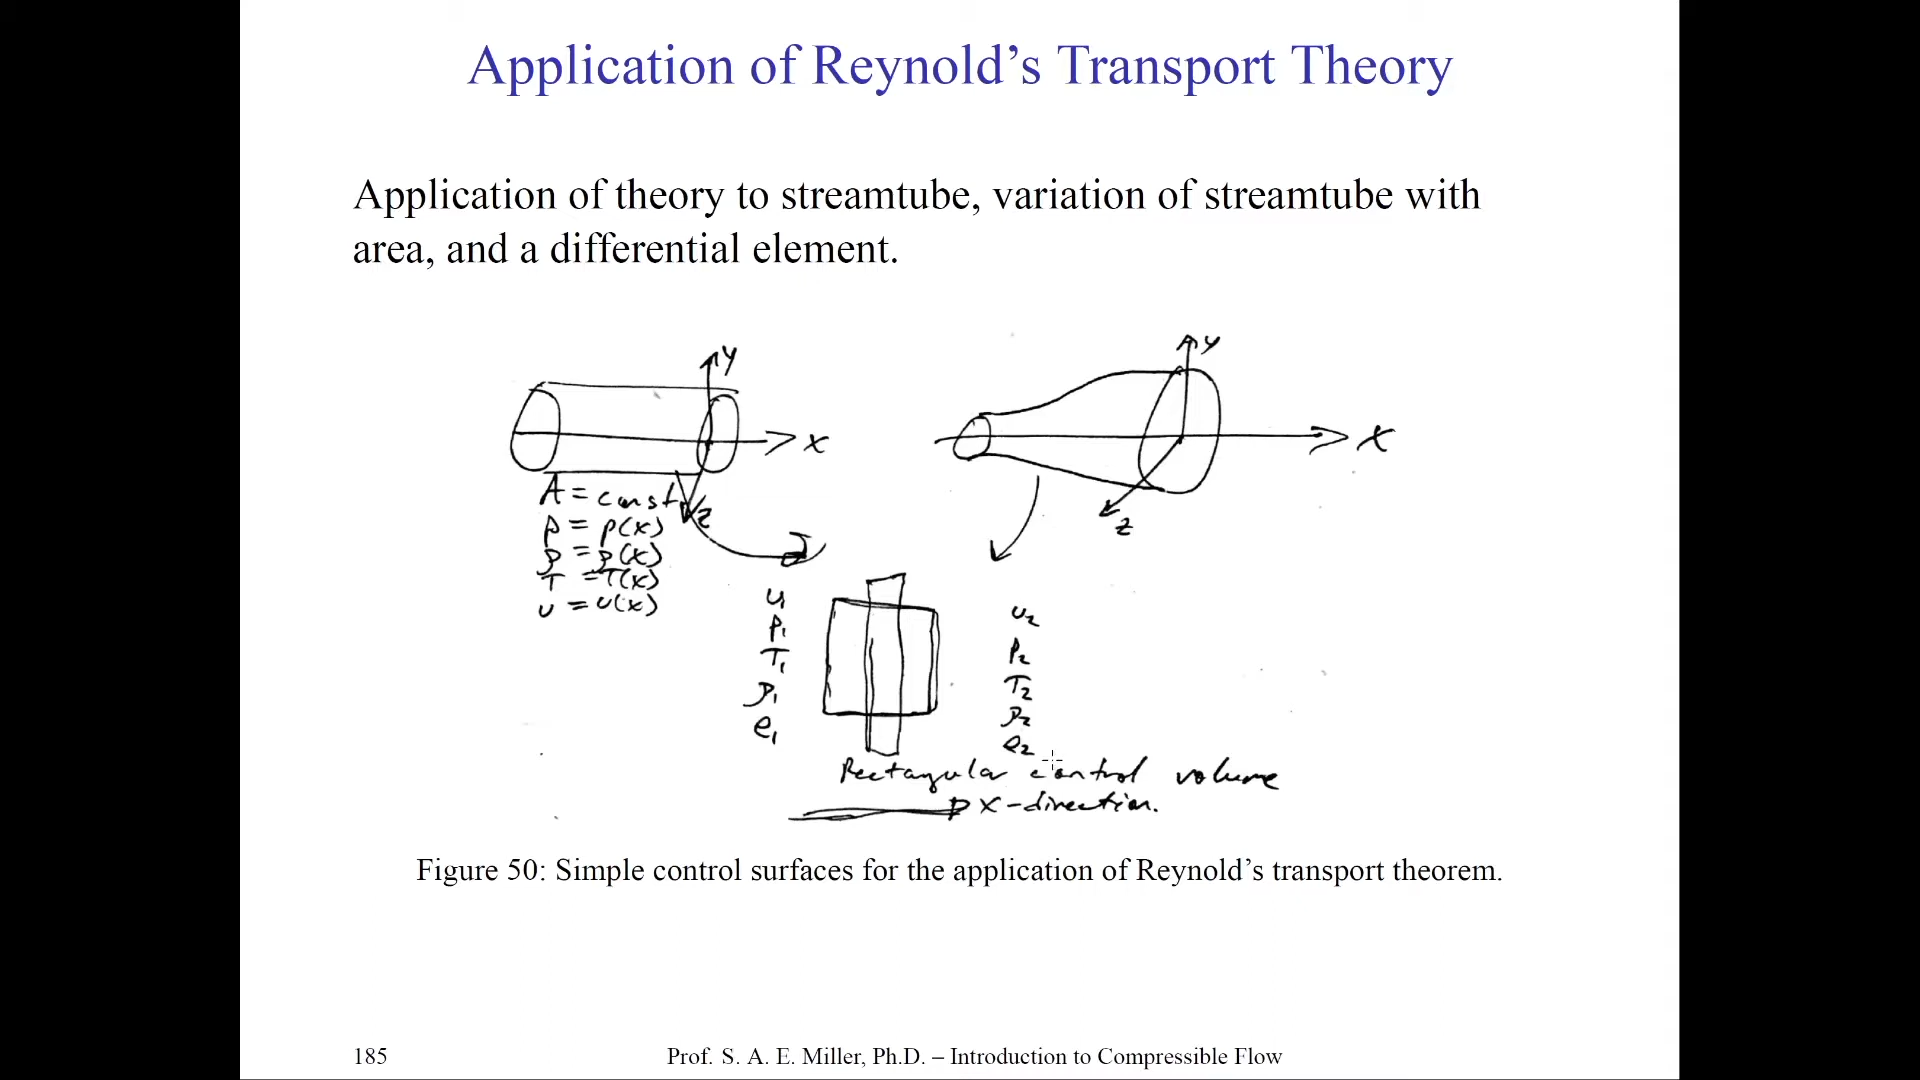 Application of Reynold’s Transport Theory
Application of theory to streamtube, variation of streamtube with
area, and a differential element.
y
x
z
A = const
p = p(x)
ρ = ρ(x)
T = T(x)
u = u(x)
y
x
z
u₁
p₁
T₁
ρ₁
e₁
u₂
p₂
T₂
ρ₂
e₂
Rectagular control volume
x-direction.
Figure 50: Simple control surfaces for the application of Reynold’s transport theorem.
185
Prof. S. A. E. Miller, Ph.D. – Introduction to Compressible Flow